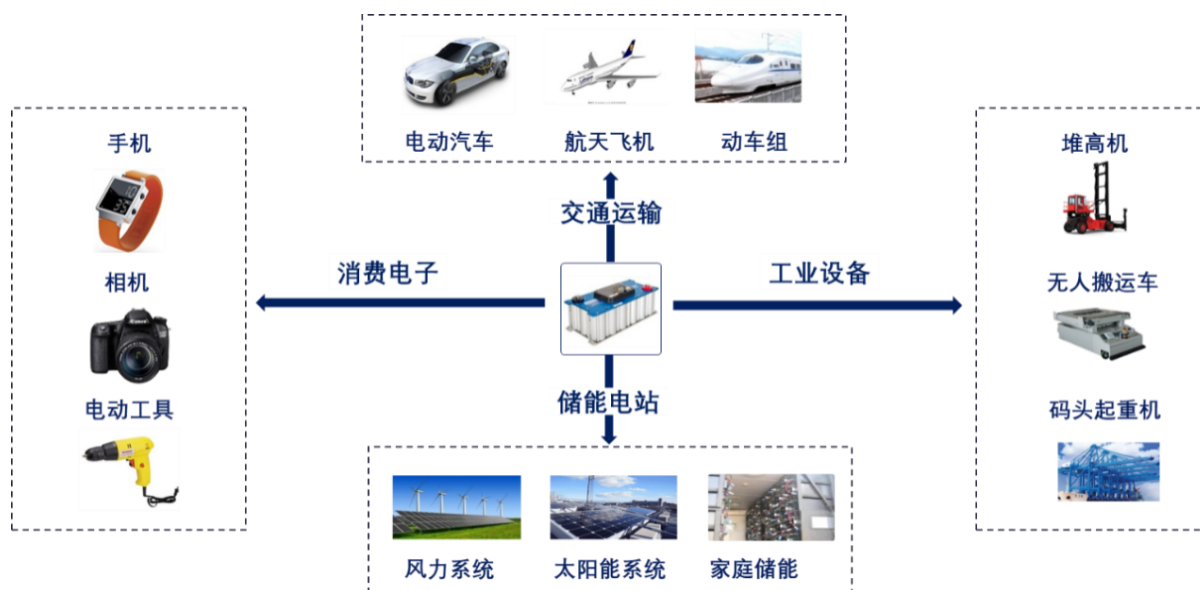 电动汽车
航天飞机
动车组
交通运输
手机
相机
电动工具
消费电子
工业设备
堆高机
无人搬运车
码头起重机
储能电站
风力系统
太阳能系统
家庭储能